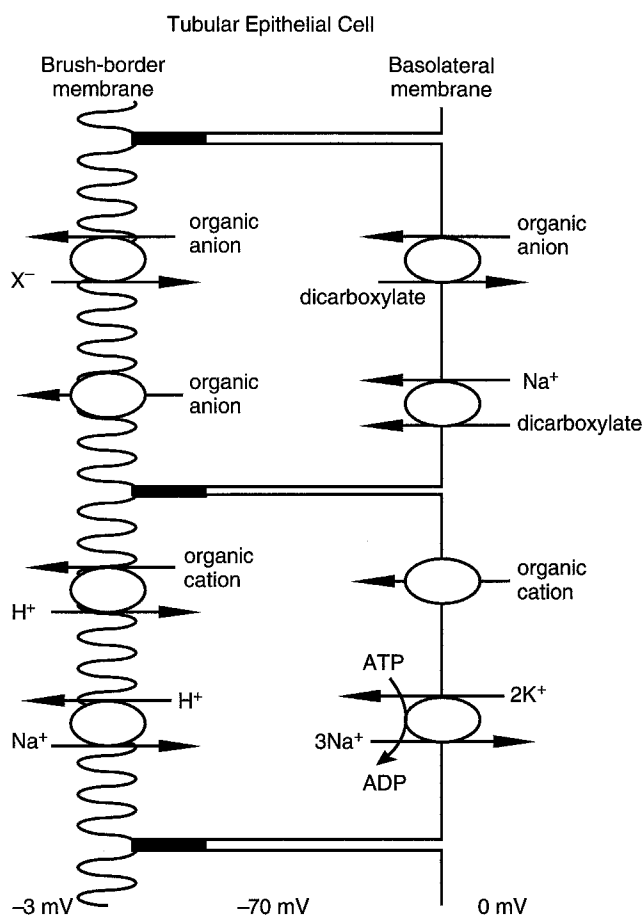 Tubular Epithelial Cell
Brush-border
membrane
Basolateral
membrane
organic
anion
X⁻
organic
anion
dicarboxylate
organic
anion
Na⁺
dicarboxylate
organic
cation
H⁺
organic
cation
H⁺
Na⁺
ATP
2K⁺
3Na⁺
ADP
–3 mV
–70 mV
0 mV